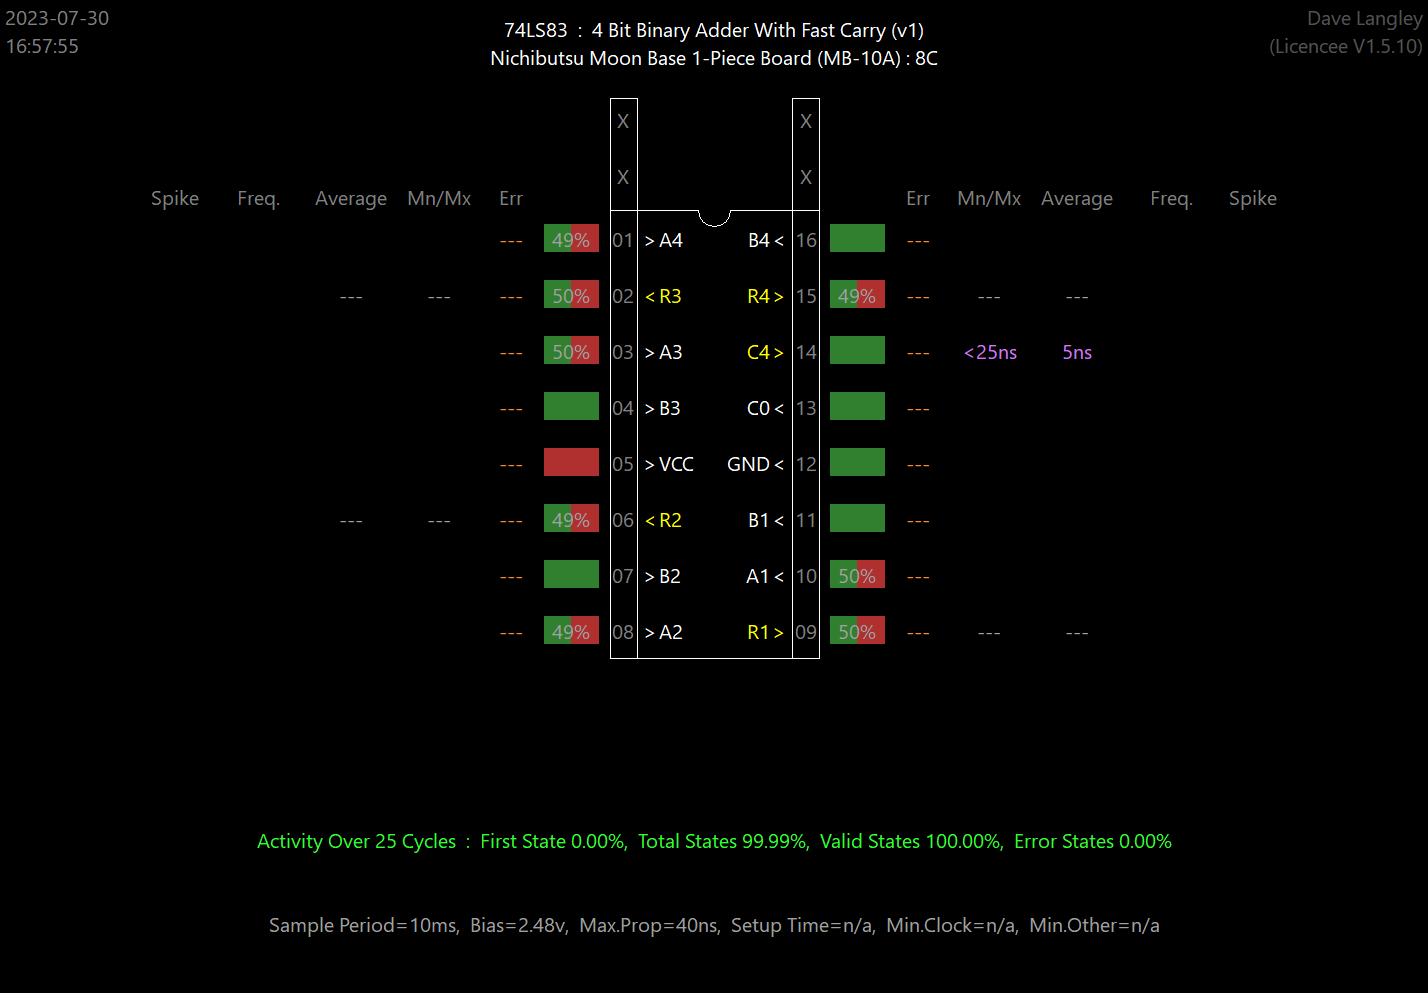 2023-07-30
16:57:55
74LS83 : 4 Bit Binary Adder With Fast Carry (v1)
Nichibutsu Moon Base 1-Piece Board (MB-10A) : 8C
Dave Langley
(Licencee V1.5.10)
X X
X X
Spike Freq. Average Mn/Mx Err Err Mn/Mx Average Freq. Spike
--- 49% 01 > A4 B4 < 16 ---
--- --- --- 50% 02 < R3 R4 > 15 49% --- --- ---
--- 50% 03 > A3 C4 > 14 --- <25ns 5ns
--- 04 > B3 C0 < 13 ---
--- 05 > VCC GND < 12 ---
--- --- --- 49% 06 < R2 B1 < 11 ---
--- 07 > B2 A1 < 10 50% ---
--- 49% 08 > A2 R1 > 09 50% --- --- ---
Activity Over 25 Cycles : First State 0.00%, Total States 99.99%, Valid States 100.00%, Error States 0.00%
Sample Period=10ms, Bias=2.48v, Max.Prop=40ns, Setup Time=n/a, Min.Clock=n/a, Min.Other=n/a